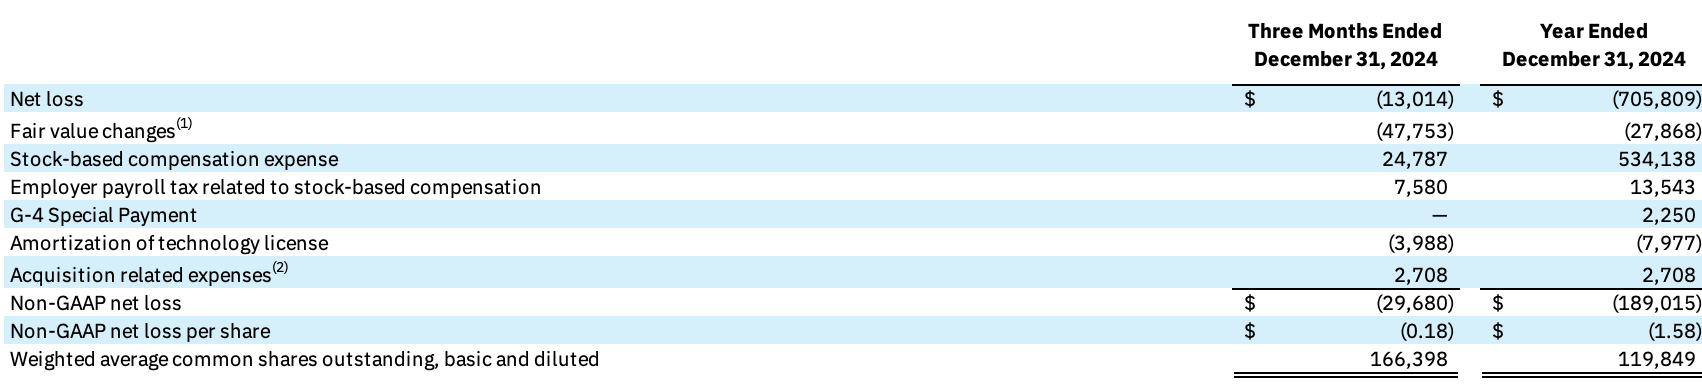 Three Months Ended Year Ended
December 31, 2024 December 31, 2024
Net loss $ (13,014) $ (705,809)
Fair value changes(1) (47,753) (27,868)
Stock-based compensation expense 24,787 534,138
Employer payroll tax related to stock-based compensation 7,580 13,543
G-4 Special Payment — 2,250
Amortization of technology license (3,988) (7,977)
Acquisition related expenses(2) 2,708 2,708
Non-GAAP net loss $ (29,680) $ (189,015)
Non-GAAP net loss per share $ (0.18) $ (1.58)
Weighted average common shares outstanding, basic and diluted 166,398 119,849